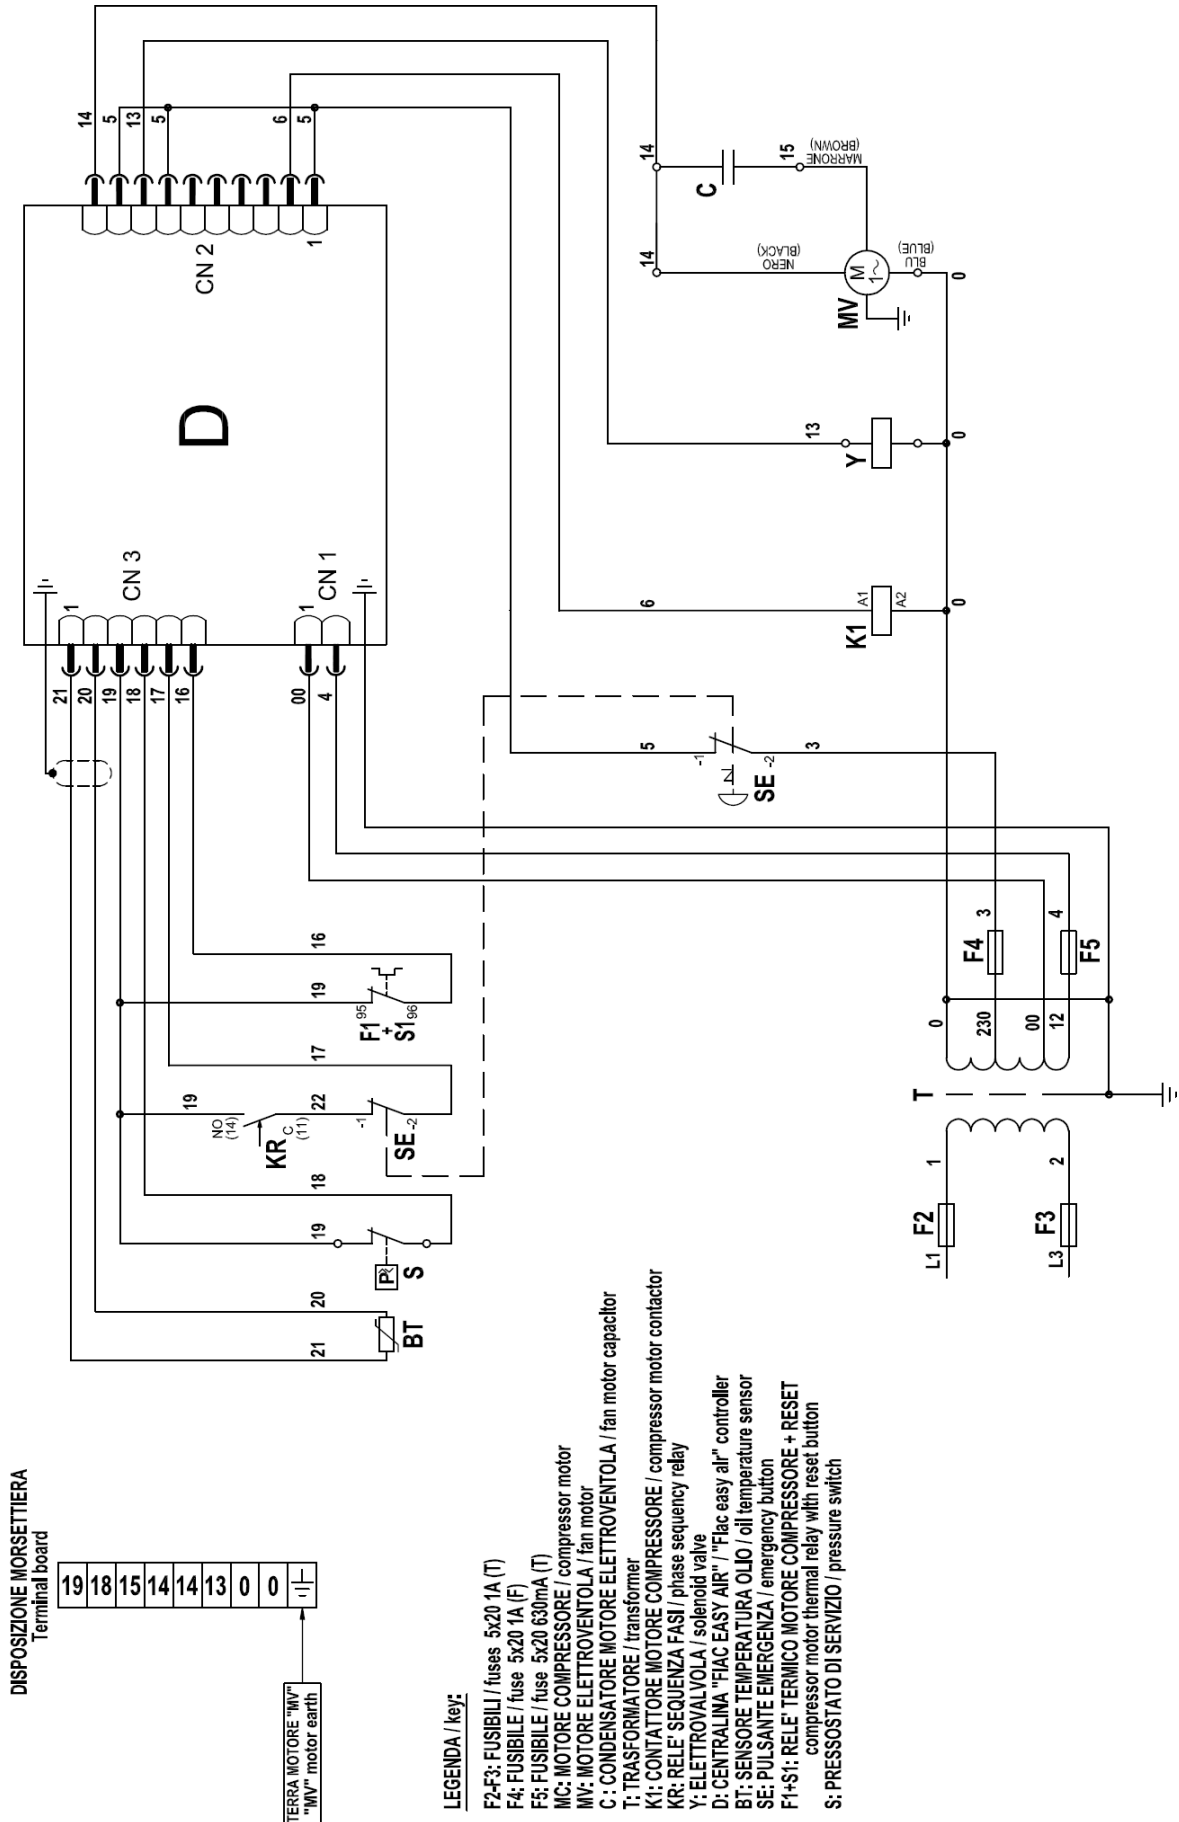 14
5
13
5
6
5
CN 2
1
D
CN 3
1
CN 1
1
21
20
19
18
17
16
00
4
14
15
MARRONE
(BROWN)
C
14
NERO
(BLACK)
M
1~
MV
BLU
(BLUE)
0
13
Y
0
6
A1
A2
K1
0
5
-1
-2
SE
3
16
19
95
96
F1
+
S1
17
19
NO
(14)
C
(11)
KR
22
-1
-2
SE
18
19
P
S
20
21
BT
3
F4
4
F5
0
230
00
12
T
1
2
F2
L1
F3
L3
DISPOSIZIONE MORSETTIERA
Terminal board
19 18 15 14 14 13 0 0
TERRA MOTORE "MV"
"MV" motor earth
LEGENDA / key:
F2-F3: FUSIBILI / fuses 5x20 1A (T)
F4: FUSIBILE / fuse 5x20 1A (F)
F5: FUSIBILE / fuse 5x20 630mA (T)
MC: MOTORE COMPRESSORE / compressor motor
MV: MOTORE ELETTROVENTOLA / fan motor
C : CONDENSATORE MOTORE ELETTROVENTOLA / fan motor capacitor
T: TRASFORMATORE / transformer
K1: CONTATTORE MOTORE COMPRESSORE / compressor motor contactor
KR: RELE' SEQUENZA FASI / phase sequency relay
Y: ELETTROVALVOLA / solenoid valve
D: CENTRALINA "FIAC EASY AIR" / "Fiac easy air" controller
BT: SENSORE TEMPERATURA OLIO / oil temperature sensor
SE: PULSANTE EMERGENZA / emergency button
F1+S1: RELE' TERMICO MOTORE COMPRESSORE + RESET
compressor motor thermal relay with reset button
S: PRESSOSTATO DI SERVIZIO / pressure switch